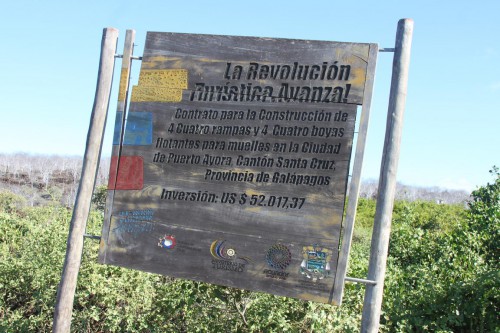 La Revolución
Turística Avanza!
Contrato para la Construcción de
4 Cuatro rampas y 4 Cuatro boyas
flotantes para muelles en la Ciudad
de Puerto Ayora, Cantón Santa Cruz,
Provincia de Galápagos
Inversión: US $ 52.017,37